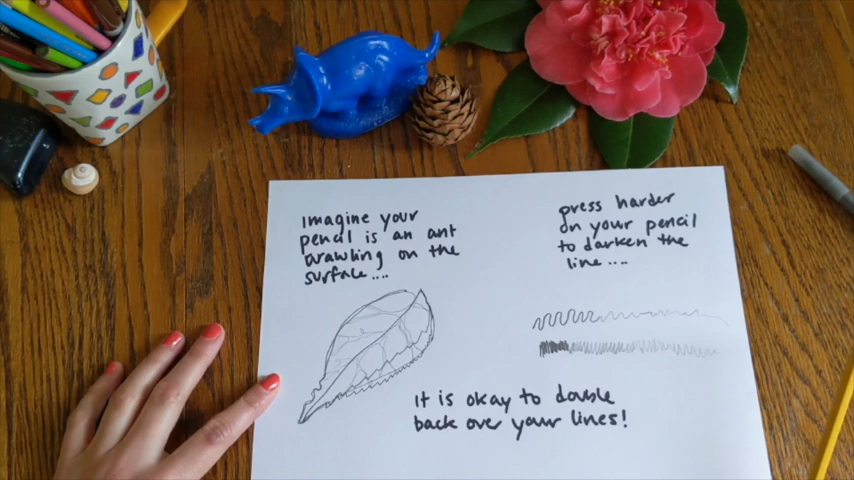 Imagine your
pencil is an ant
crawling on the
surface....
press harder
on your pencil
to darken the
line....
It is okay to double
back over your lines!